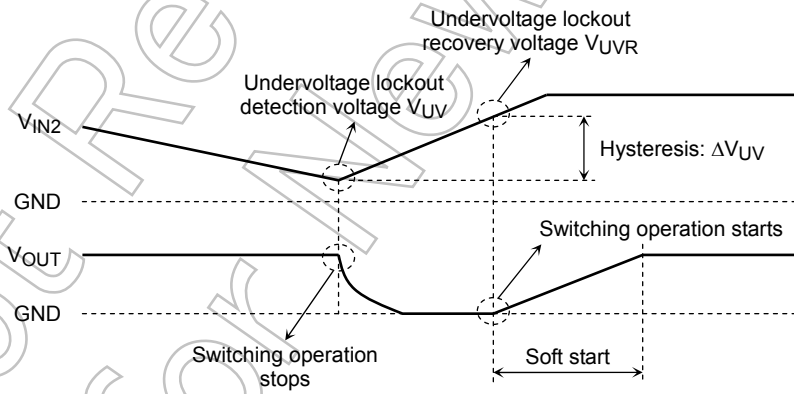 Undervoltage lockout
recovery voltage VUVR
Undervoltage lockout
detection voltage VUV
VIN2
Hysteresis: ΔVUV
GND
Switching operation starts
VOUT
GND
Switching operation
stops
Soft start